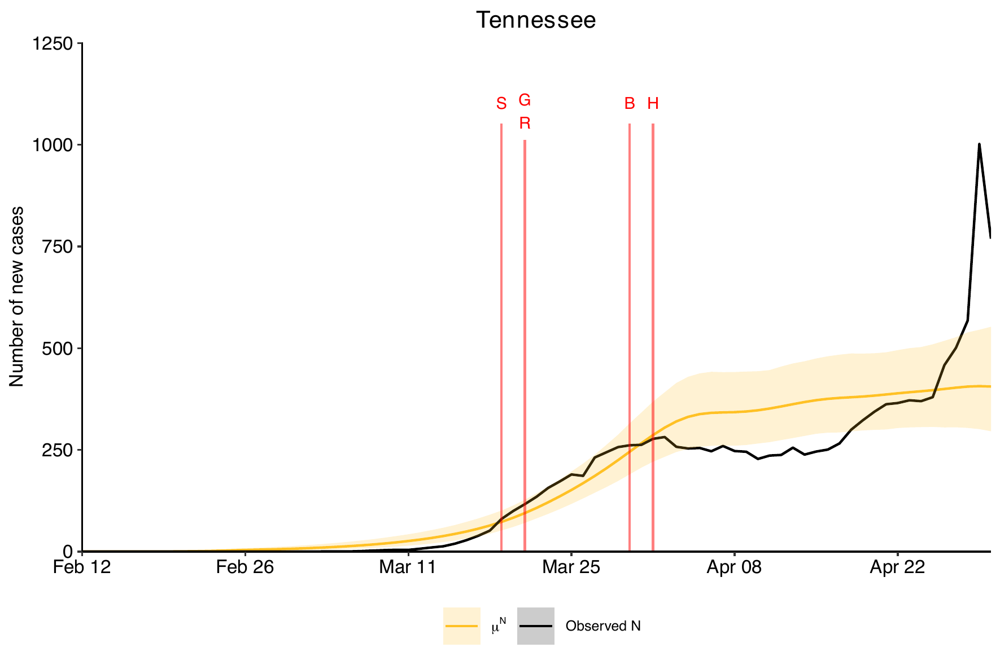 Tennessee
1250
1000
750
500
250
0
Number of new cases
S
G
R
B
H
Feb 12
Feb 26
Mar 11
Mar 25
Apr 08
Apr 22
μN
Observed N